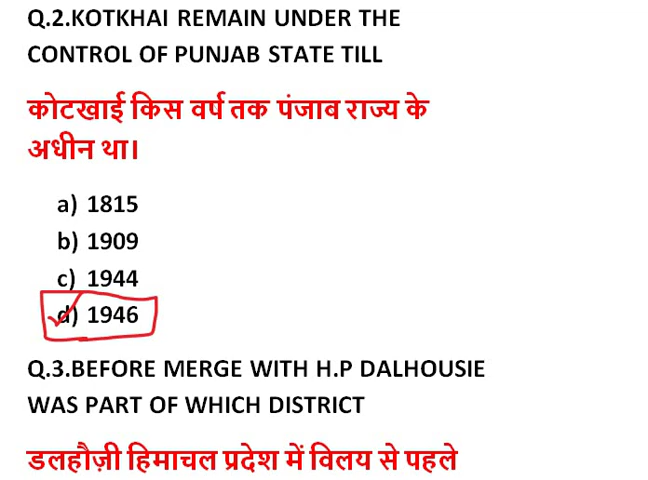 Q.2.KOTKHAI REMAIN UNDER THE
CONTROL OF PUNJAB STATE TILL
कोटखाई किस वर्ष तक पंजाब राज्य के
अधीन था।
a) 1815
b) 1909
c) 1944
d) 1946
Q.3.BEFORE MERGE WITH H.P DALHOUSIE
WAS PART OF WHICH DISTRICT
डलहौज़ी हिमाचल प्रदेश में विलय से पहले